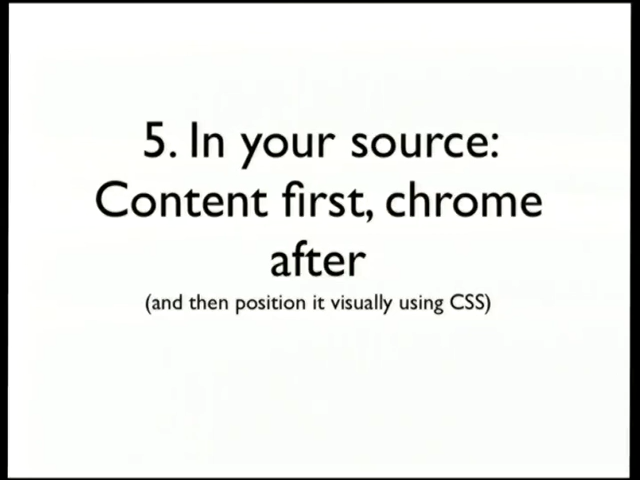 5. In your source:
Content first, chrome
after
(and then position it visually using CSS)